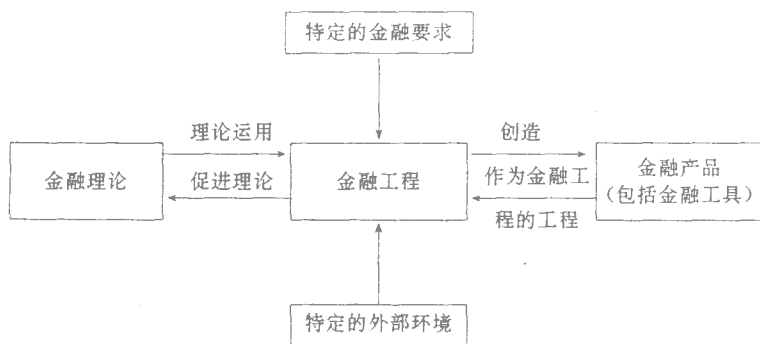 特定的金融要求
理论运用
创造
金融理论
促进理论
金融工程
作为金融工
程的工程
金融产品
(包括金融工具)
特定的外部环境